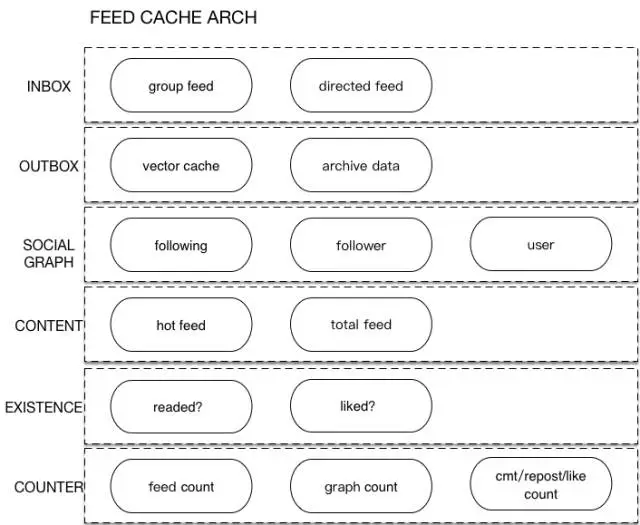 FEED CACHE ARCH
INBOX
group feed
directed feed
OUTBOX
vector cache
archive data
SOCIAL
GRAPH
following
follower
user
CONTENT
hot feed
total feed
EXISTENCE
readed?
liked?
COUNTER
feed count
graph count
cmt/repost/like
count